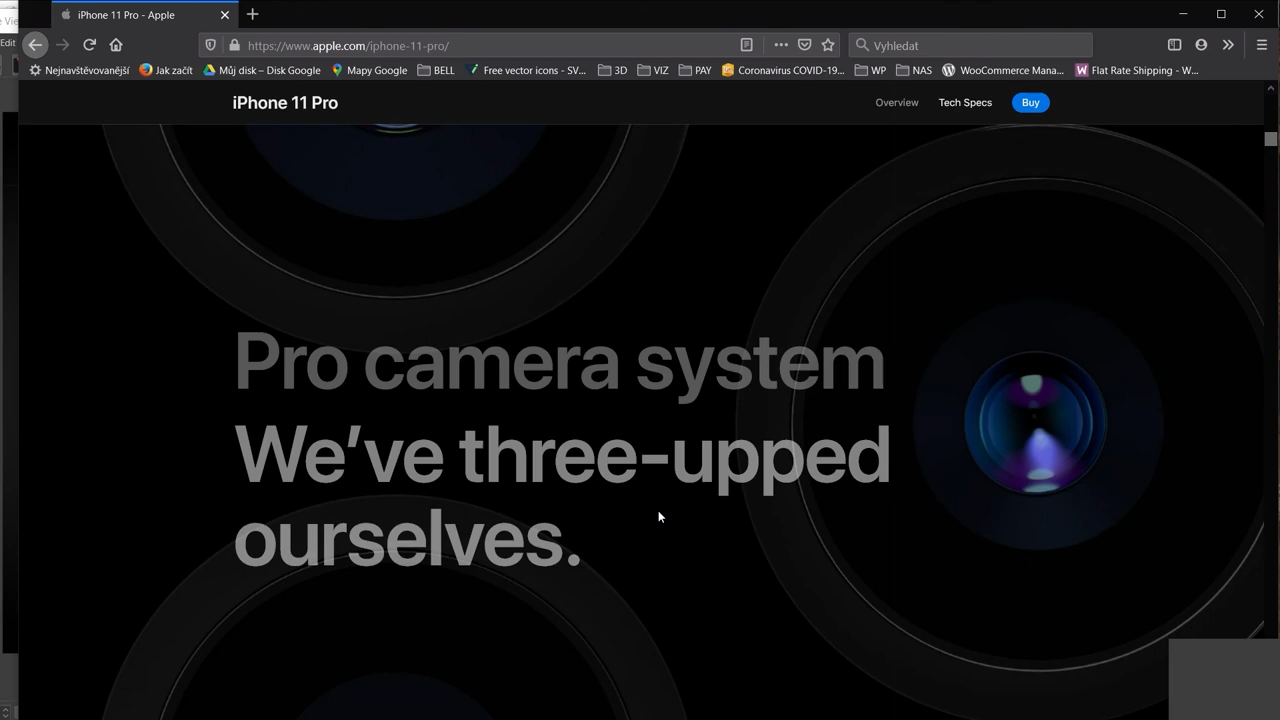 e Vie
iPhone 11 Pro - Apple
Edit
https://www.apple.com/iphone-11-pro/
Vyhledat
Nejnavštěvovanější
Jak začít
Můj disk – Disk Google
Mapy Google
BELL
Free vector icons - SV...
3D
VIZ
PAY
Coronavirus COVID-19...
WP
NAS
WooCommerce Mana...
Flat Rate Shipping - W...
iPhone 11 Pro
Overview
Tech Specs
Buy
Pro camera system
We’ve three-upped
ourselves.